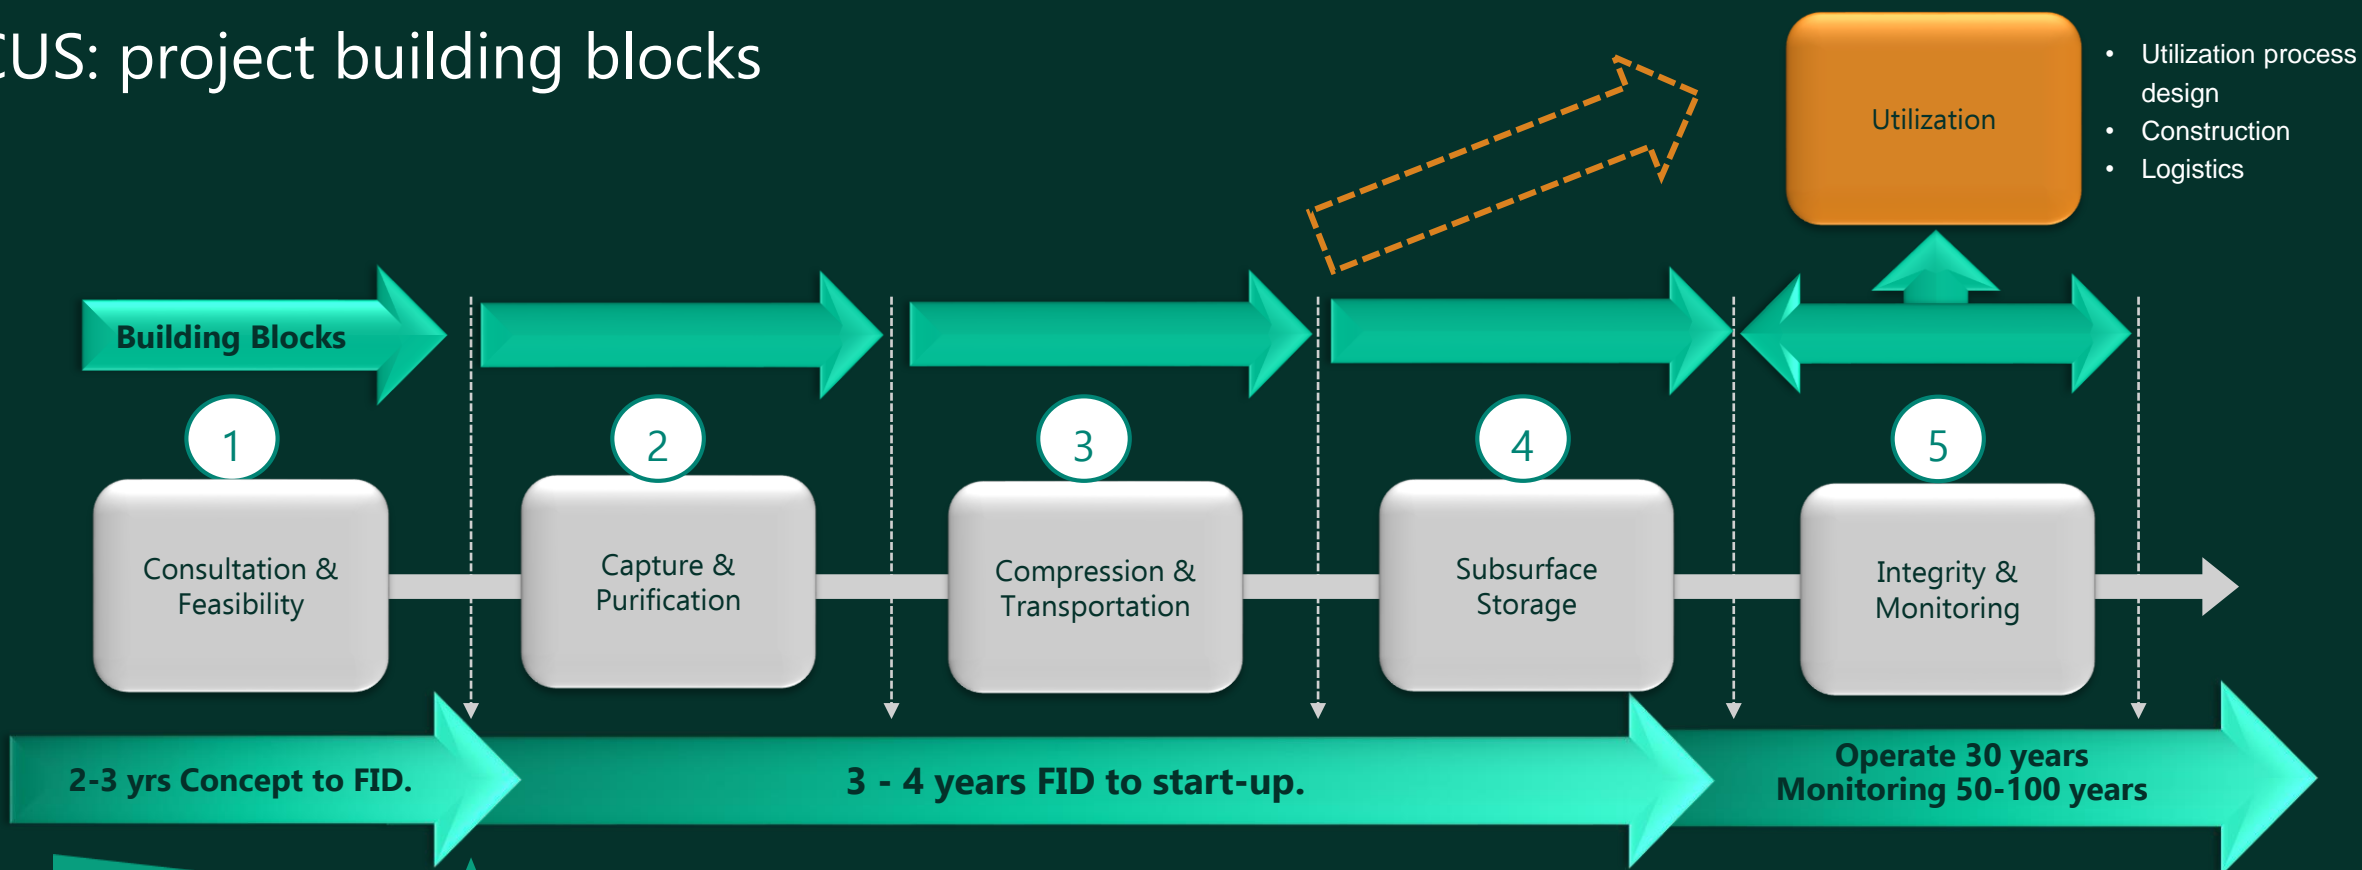 CUS: project building blocks
Utilization
• Utilization process
design
• Construction
• Logistics
Building Blocks
1
2
3
4
5
Consultation &
Feasibility
Capture &
Purification
Compression &
Transportation
Subsurface
Storage
Integrity &
Monitoring
2-3 yrs Concept to FID.
3 - 4 years FID to start-up.
Operate 30 years
Monitoring 50-100 years